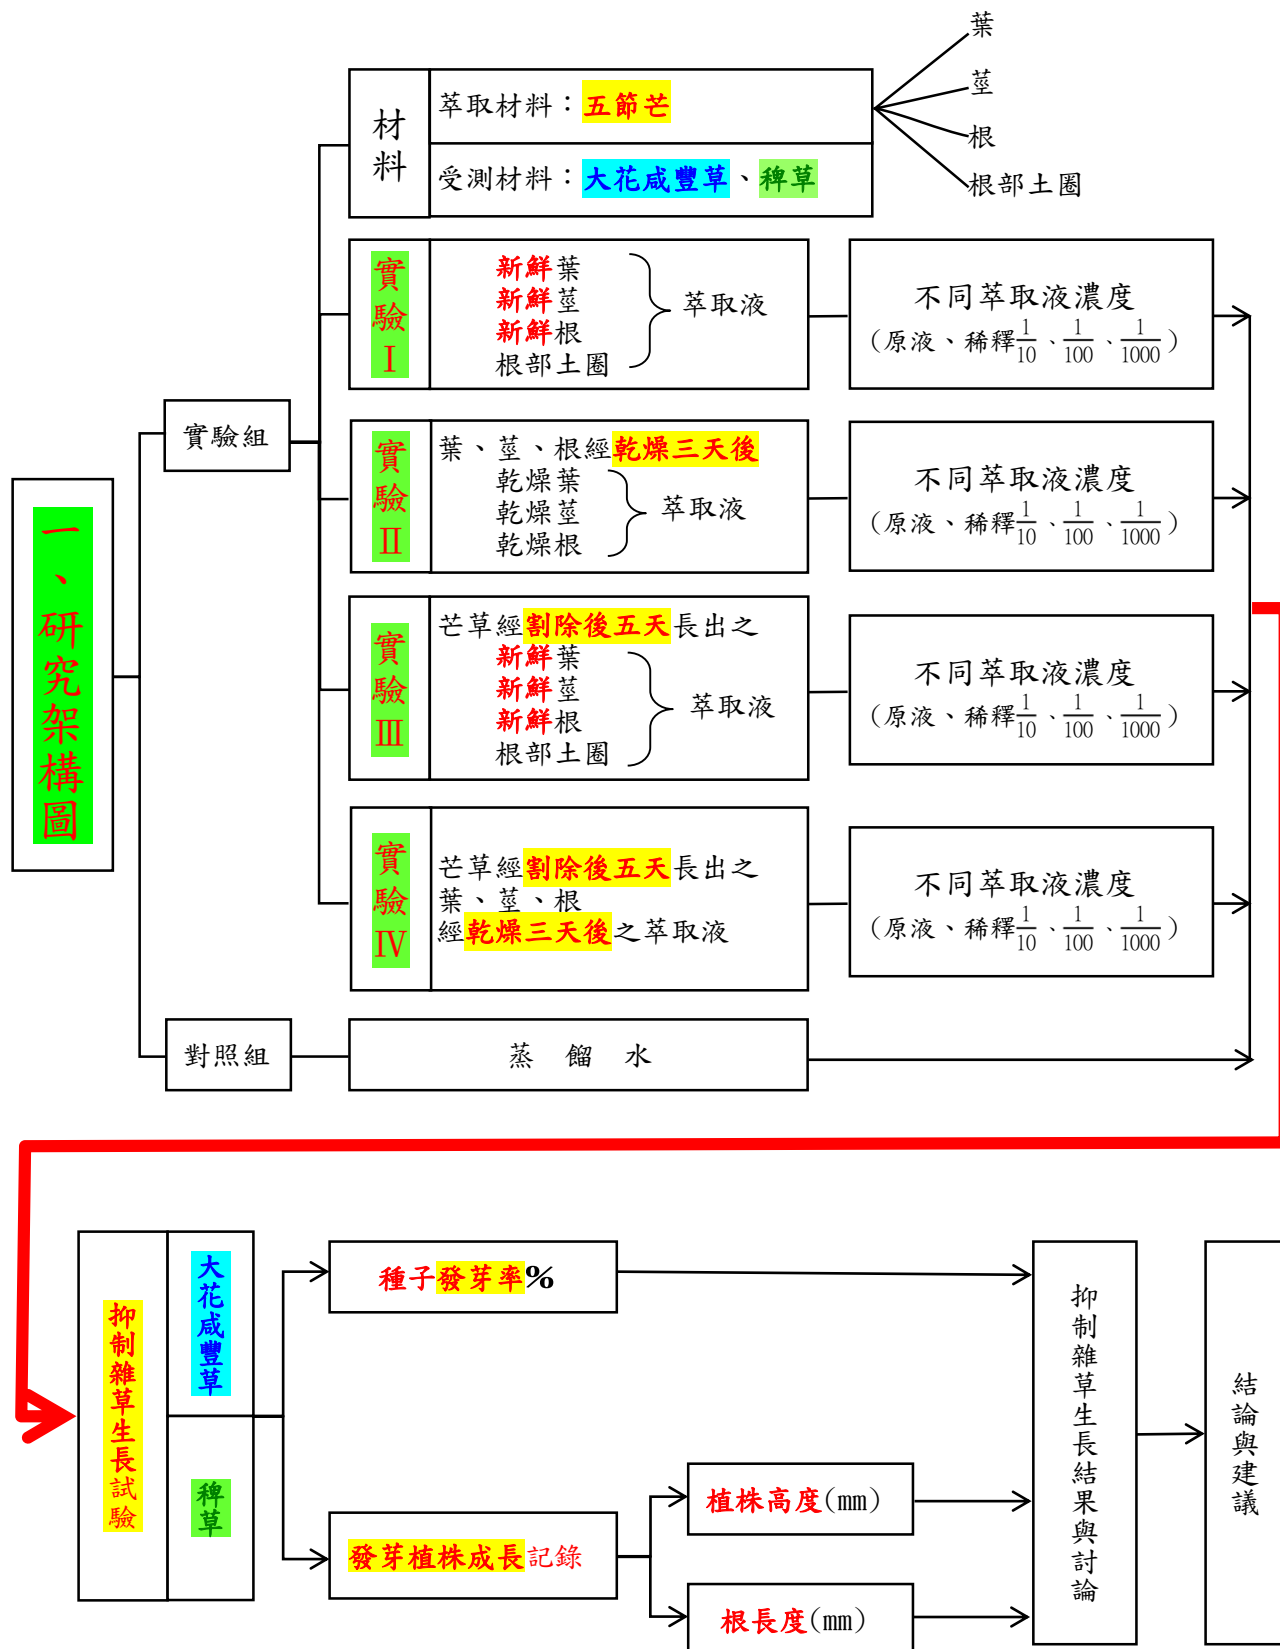 一、研究架構圖
實驗組
材料
萃取材料：五節芒
受測材料：大花咸豐草、稗草
葉
莖
根
根部土圈
實驗Ⅰ
新鮮葉
新鮮莖
新鮮根
根部土圈
萃取液
不同萃取液濃度
（原液、稀釋1/10、1/100、1/1000）
實驗Ⅱ
葉、莖、根經乾燥三天後
乾燥葉
乾燥莖
乾燥根
萃取液
不同萃取液濃度
（原液、稀釋1/10、1/100、1/1000）
實驗Ⅲ
芒草經割除後五天長出之
新鮮葉
新鮮莖
新鮮根
根部土圈
萃取液
不同萃取液濃度
（原液、稀釋1/10、1/100、1/1000）
實驗Ⅳ
芒草經割除後五天長出之
葉、莖、根
經乾燥三天後之萃取液
不同萃取液濃度
（原液、稀釋1/10、1/100、1/1000）
對照組
蒸 餾 水
抑制雜草生長試驗
大花咸豐草
稗草
種子發芽率%
發芽植株成長記錄
植株高度(mm)
根長度(mm)
抑制雜草生長結果與討論
結論與建議